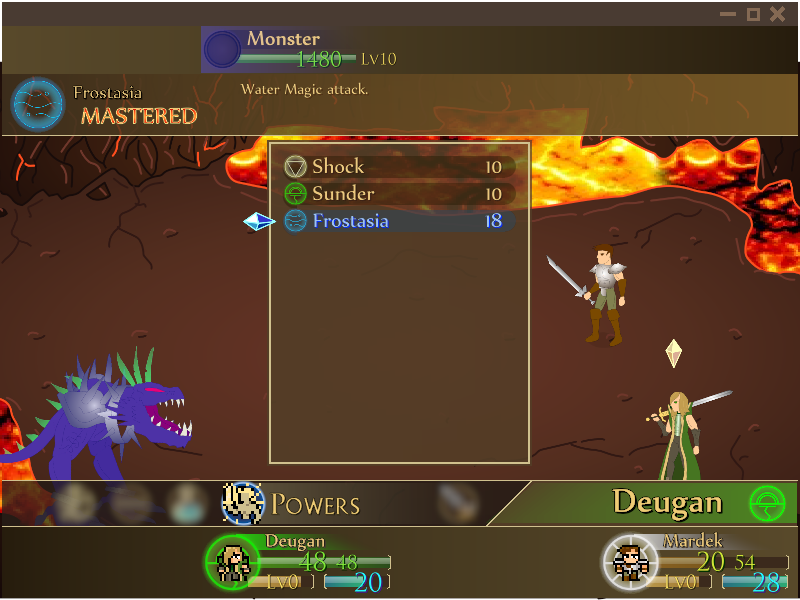 Monster
1480 Lv10
Frostasia
MASTERED
Water Magic attack.
Shock 10
Sunder 10
Frostasia 18
POWERS
Deugan
Deugan
48 48
Lv0 20
Mardek
20 54
Lv0 28